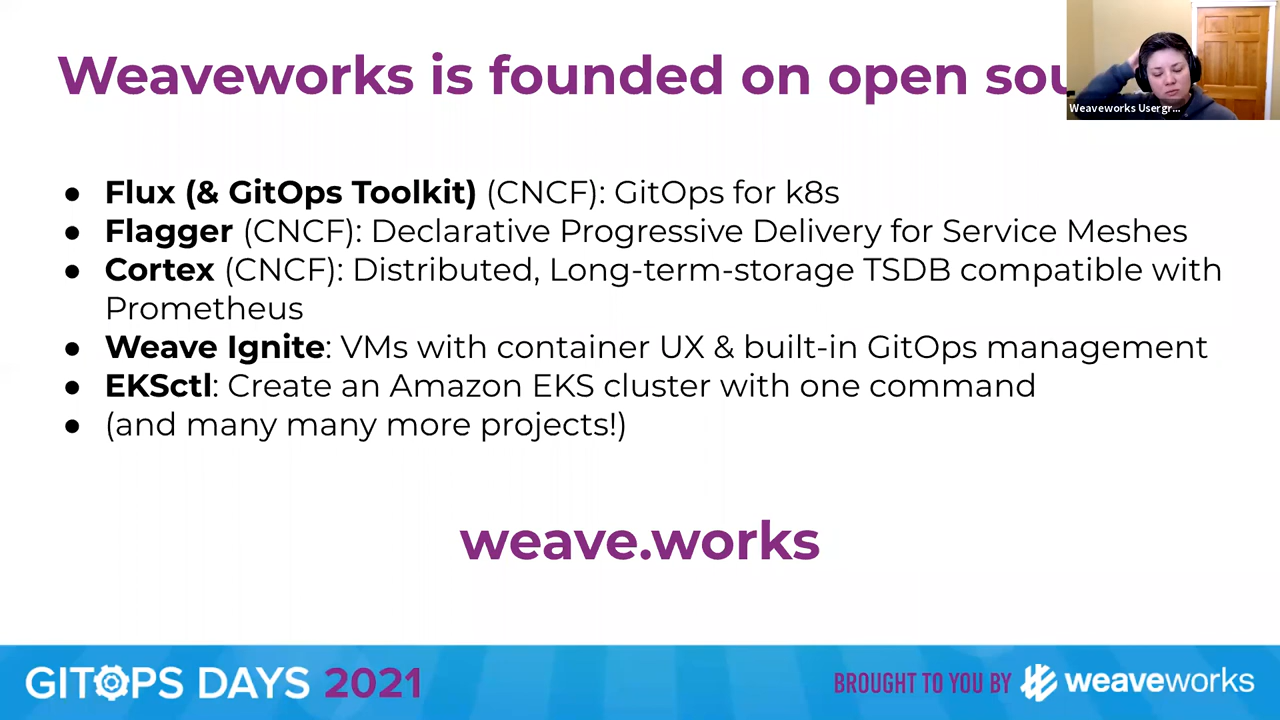 Weaveworks is founded on open
Weaveworks Usergr...
● Flux (& GitOps Toolkit) (CNCF): GitOps for k8s
● Flagger (CNCF): Declarative Progressive Delivery for Service Meshes
● Cortex (CNCF): Distributed, Long-term-storage TSDB compatible with
Prometheus
● Weave Ignite: VMs with container UX & built-in GitOps management
● EKSctl: Create an Amazon EKS cluster with one command
● (and many many more projects!)
weave.works
GITOPS DAYS 2021
BROUGHT TO YOU BY weaveworks